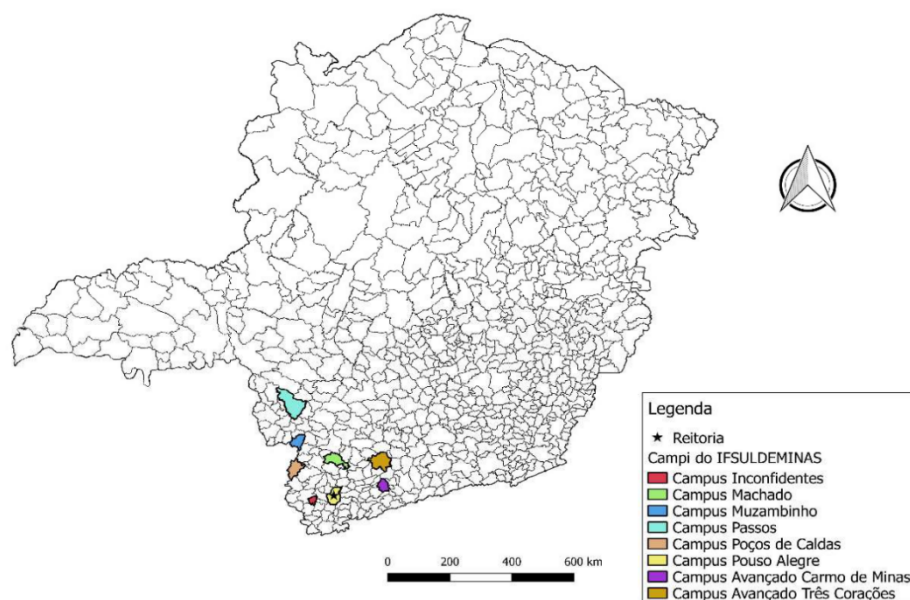 Legenda
Reitoria
Campi do IFSULDEMINAS
Campus Inconfidentes
Campus Machado
Campus Muzambinho
Campus Passos
Campus Poços de Caldas
Campus Pouso Alegre
Campus Avançado Carmo de Minas
Campus Avançado Três Corações
0 200 400 600 km